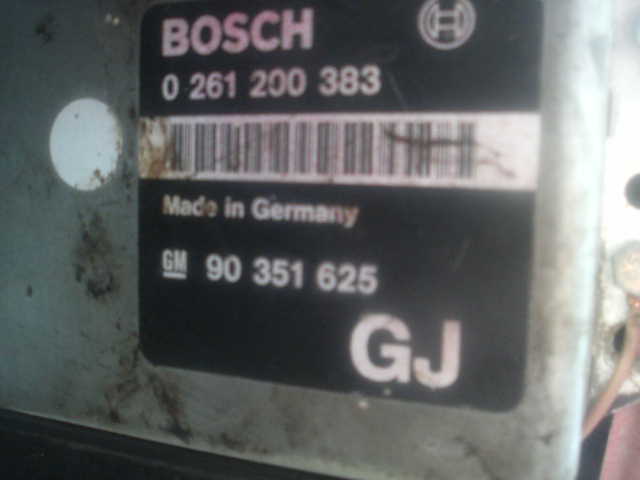 BOSCH
0 261 200 383
Made in Germany
GM 90 351 625
GJ